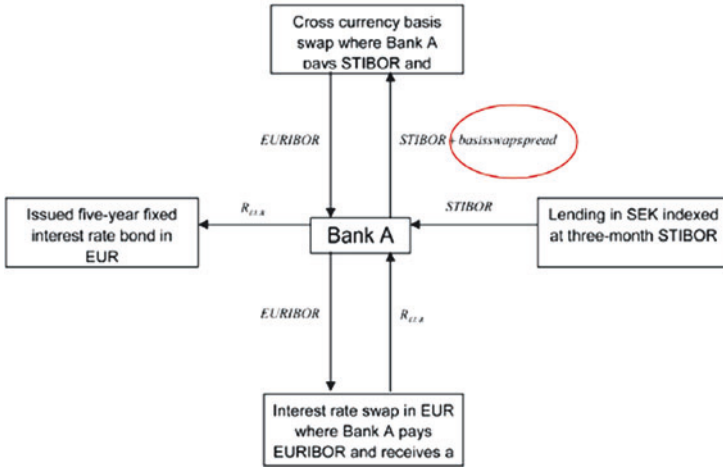 Cross currency basis
swap where Bank A
pays STIBOR and
EURIBOR
STIBOR + basisswapspread
Issued five-year fixed
interest rate bond in
EUR
R
Bank A
STIBOR
Lending in SEK indexed
at three-month STIBOR
EURIBOR
R
Interest rate swap in EUR
where Bank A pays
EURIBOR and receives a